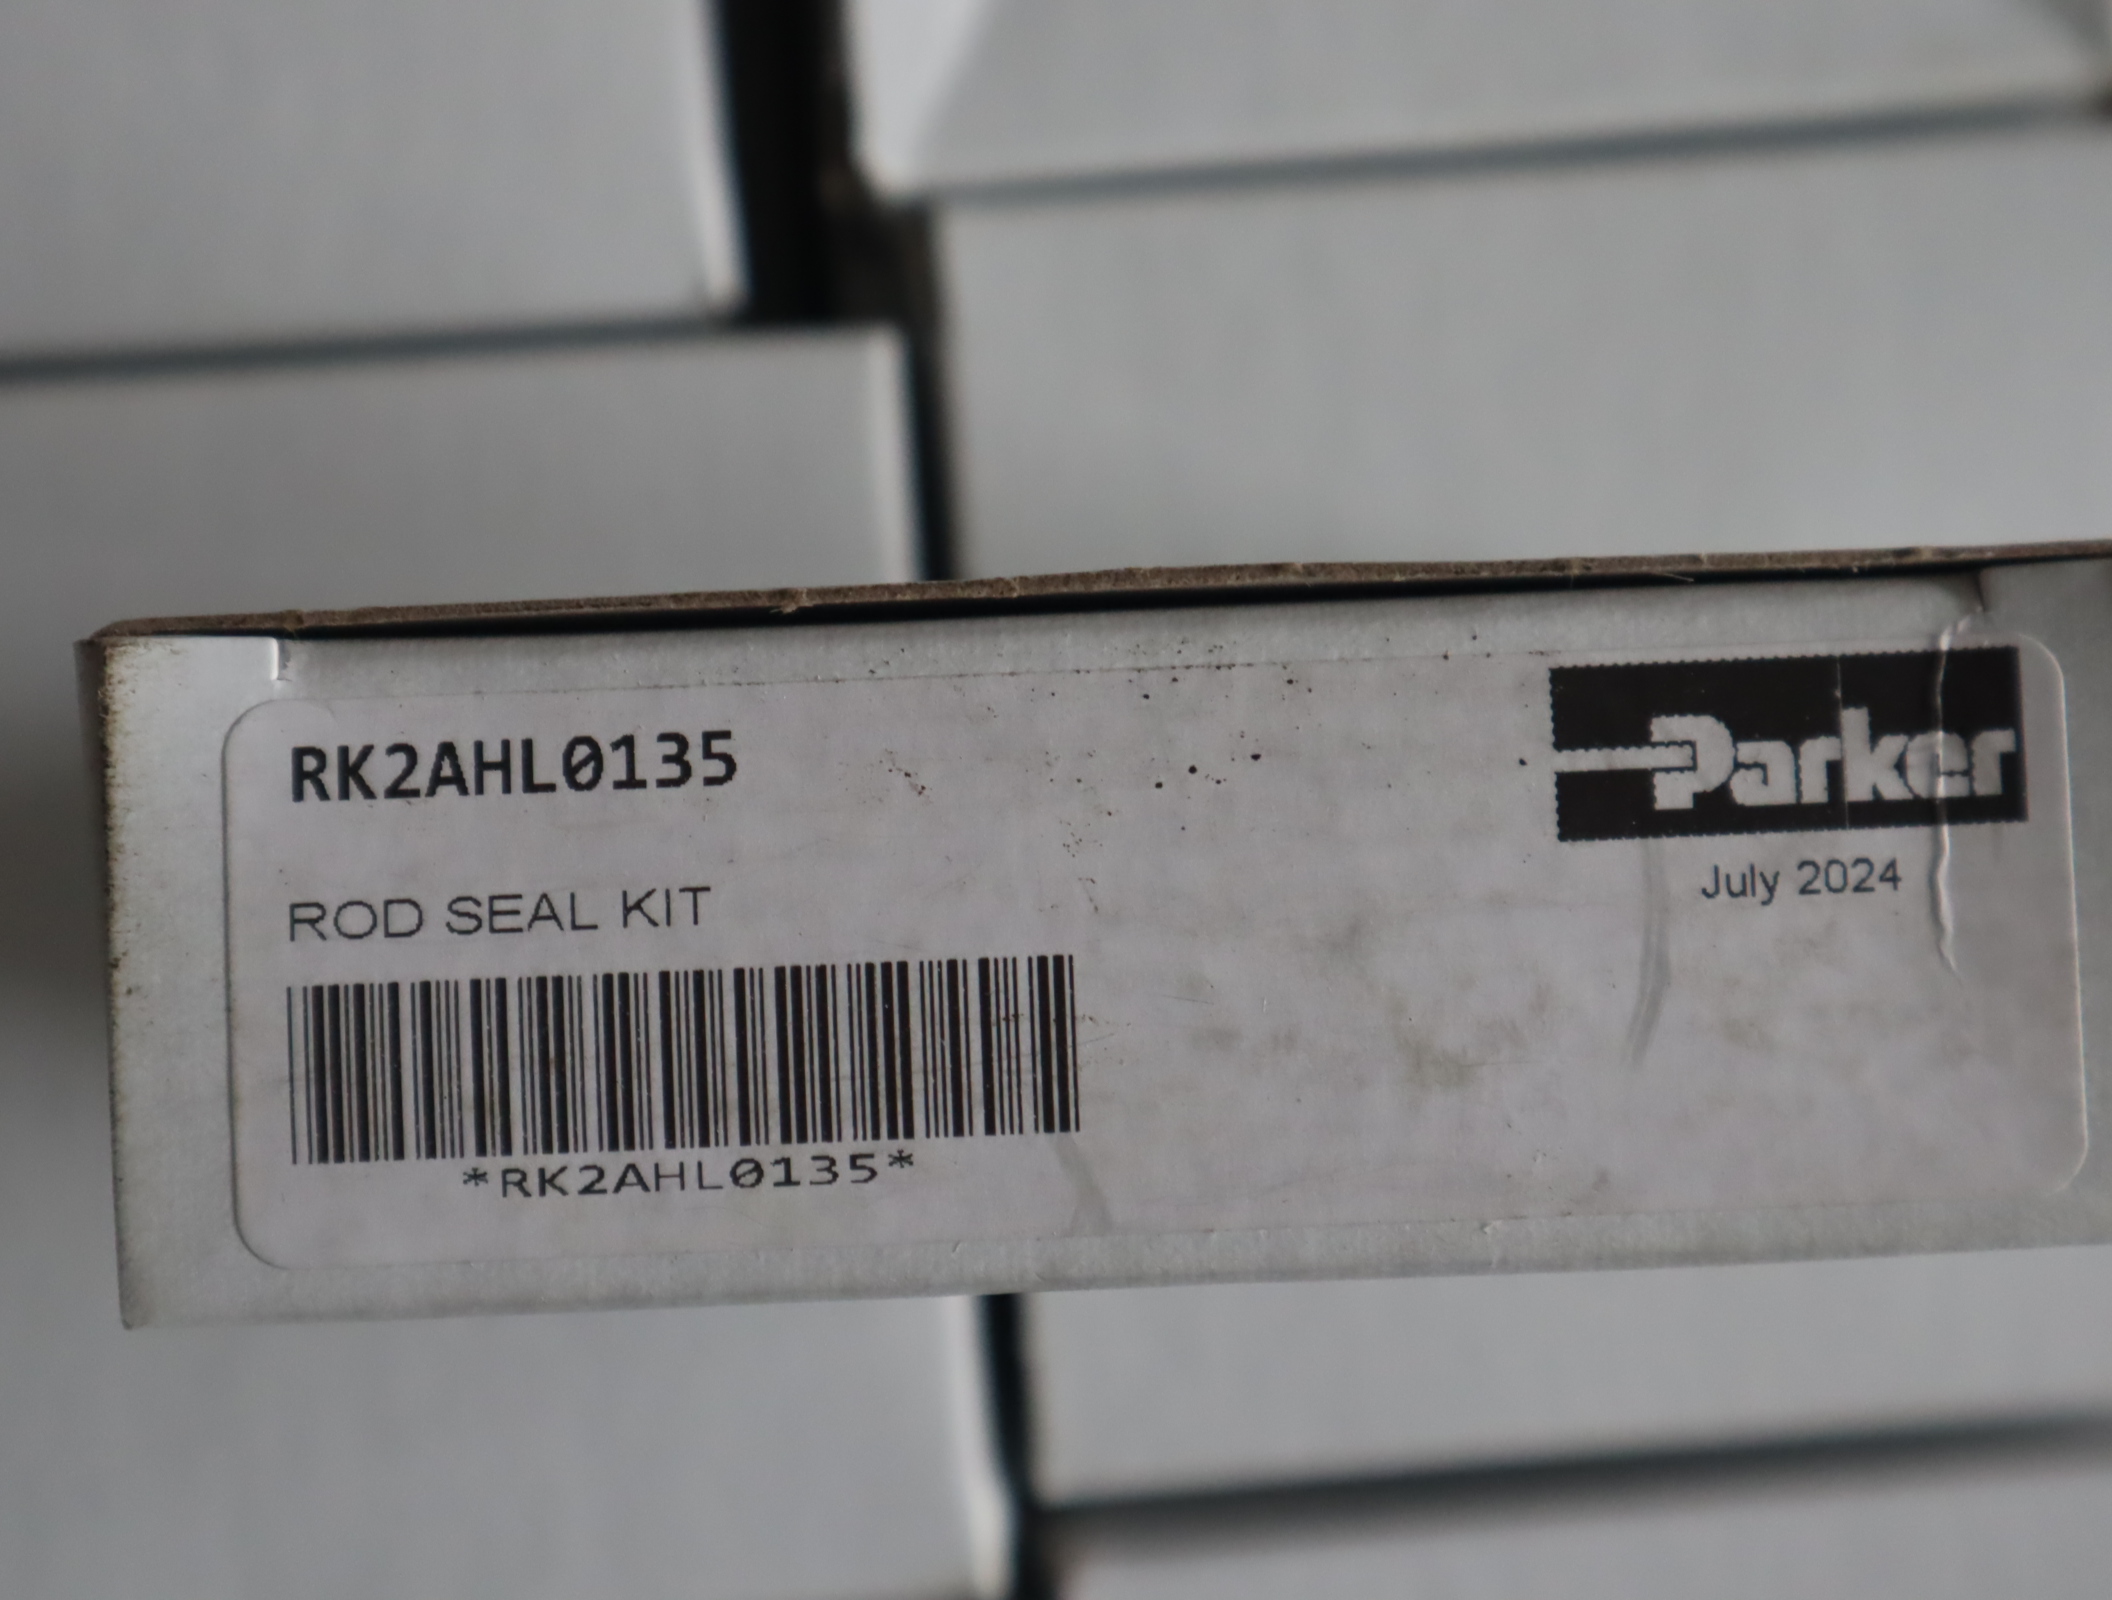 RK2AHL0135
Parker
July 2024
ROD SEAL KIT
*RK2AHL0135*